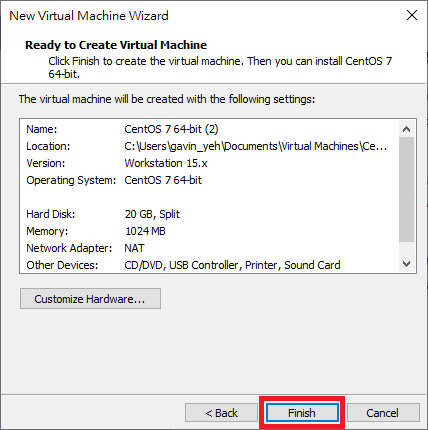 New Virtual Machine Wizard
Ready to Create Virtual Machine
Click Finish to create the virtual machine. Then you can install CentOS 7
64-bit.
The virtual machine will be created with the following settings:
Name: CentOS 7 64-bit (2)
Location: C:\Users\gavin_yeh\Documents\Virtual Machines\Ce...
Version: Workstation 15.x
Operating System: CentOS 7 64-bit
Hard Disk: 20 GB, Split
Memory: 1024 MB
Network Adapter: NAT
Other Devices: CD/DVD, USB Controller, Printer, Sound Card
Customize Hardware...
< Back Finish Cancel